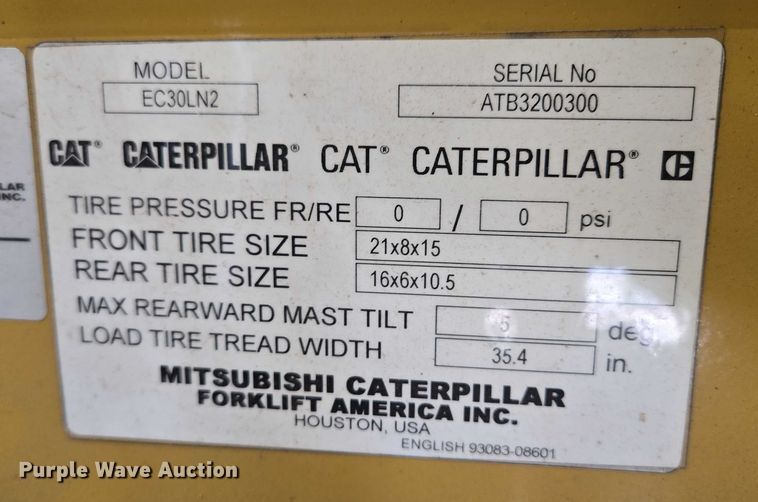 MODEL SERIAL No
EC30LN2 ATB3200300
CAT® CATERPILLAR® CAT® CATERPILLAR® C
TIRE PRESSURE FR/RE 0 / 0 psi
FRONT TIRE SIZE 21x8x15
REAR TIRE SIZE 16x6x10.5
MAX REARWARD MAST TILT 5 deg.
LOAD TIRE TREAD WIDTH 35.4 in.
MITSUBISHI CATERPILLAR
FORKLIFT AMERICA INC.
HOUSTON, USA
ENGLISH 93083-08601
LAR
INC.
Purple Wave Auction